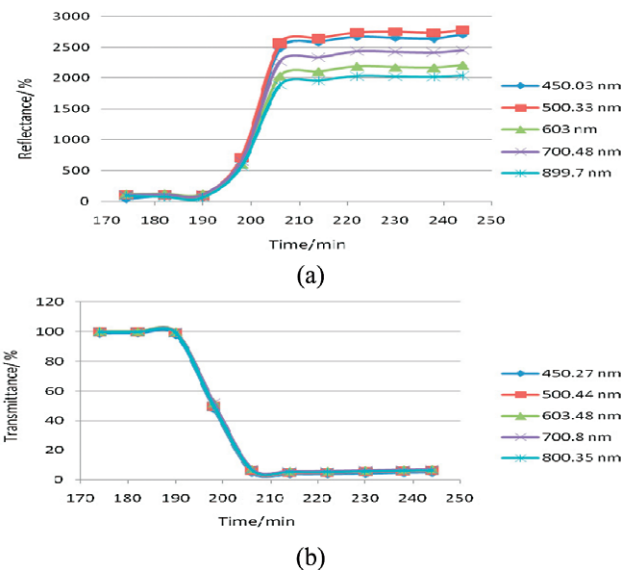 Reflectance/ %
3000
2500
2000
1500
1000
500
0
170 180 190 200 210 220 230 240 250
Time/min
450.03 nm
500.33 nm
603 nm
700.48 nm
899.7 nm
(a)
Transmittance/ %
120
100
80
60
40
20
0
170 180 190 200 210 220 230 240 250
Time/min
450.27 nm
500.44 nm
603.48 nm
700.8 nm
800.35 nm
(b)